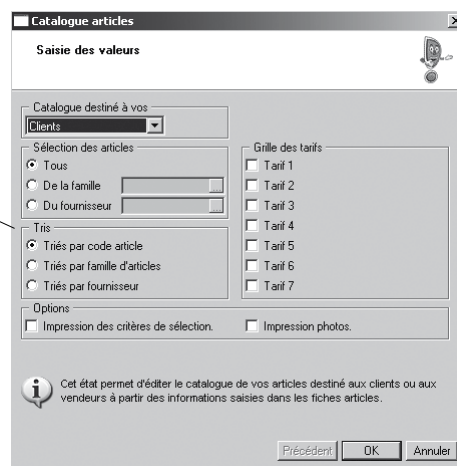 Catalogue articles
Saisie des valeurs
Catalogue destiné à vos
Clients
Sélection des articles
Tous
De la famille ...
Du fournisseur ...
Grille des tarifs
Tarif 1
Tarif 2
Tarif 3
Tarif 4
Tarif 5
Tarif 6
Tarif 7
Tris
Triés par code article
Triés par famille d'articles
Triés par fournisseur
Options
Impression des critères de sélection.
Impression photos.
Cet état permet d'éditer le catalogue de vos articles destiné aux clients ou aux
vendeurs à partir des informations saisies dans les fiches articles.
Précédent OK Annuler